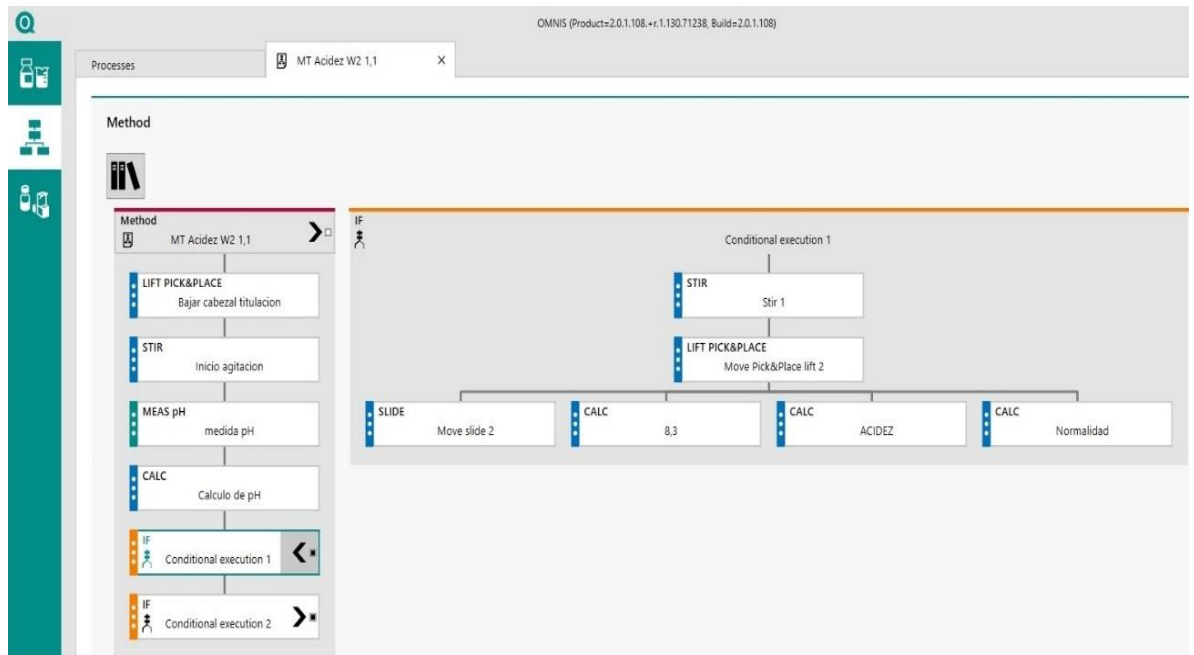 OMNIS (Product=2.0.1.108.+r.1.130.71238, Build=2.0.1.108)
Processes
MT Acidez W2 1,1
X
Method
Method
MT Acidez W2 1,1
LIFT PICK&PLACE
Bajar cabezal titulacion
STIR
Inicio agitacion
MEAS pH
medida pH
CALC
Calculo de pH
IF
Conditional execution 1
IF
Conditional execution 2
IF
Conditional execution 1
STIR
Stir 1
LIFT PICK&PLACE
Move Pick&Place lift 2
SLIDE
Move slide 2
CALC
8,3
CALC
ACIDEZ
CALC
Normalidad